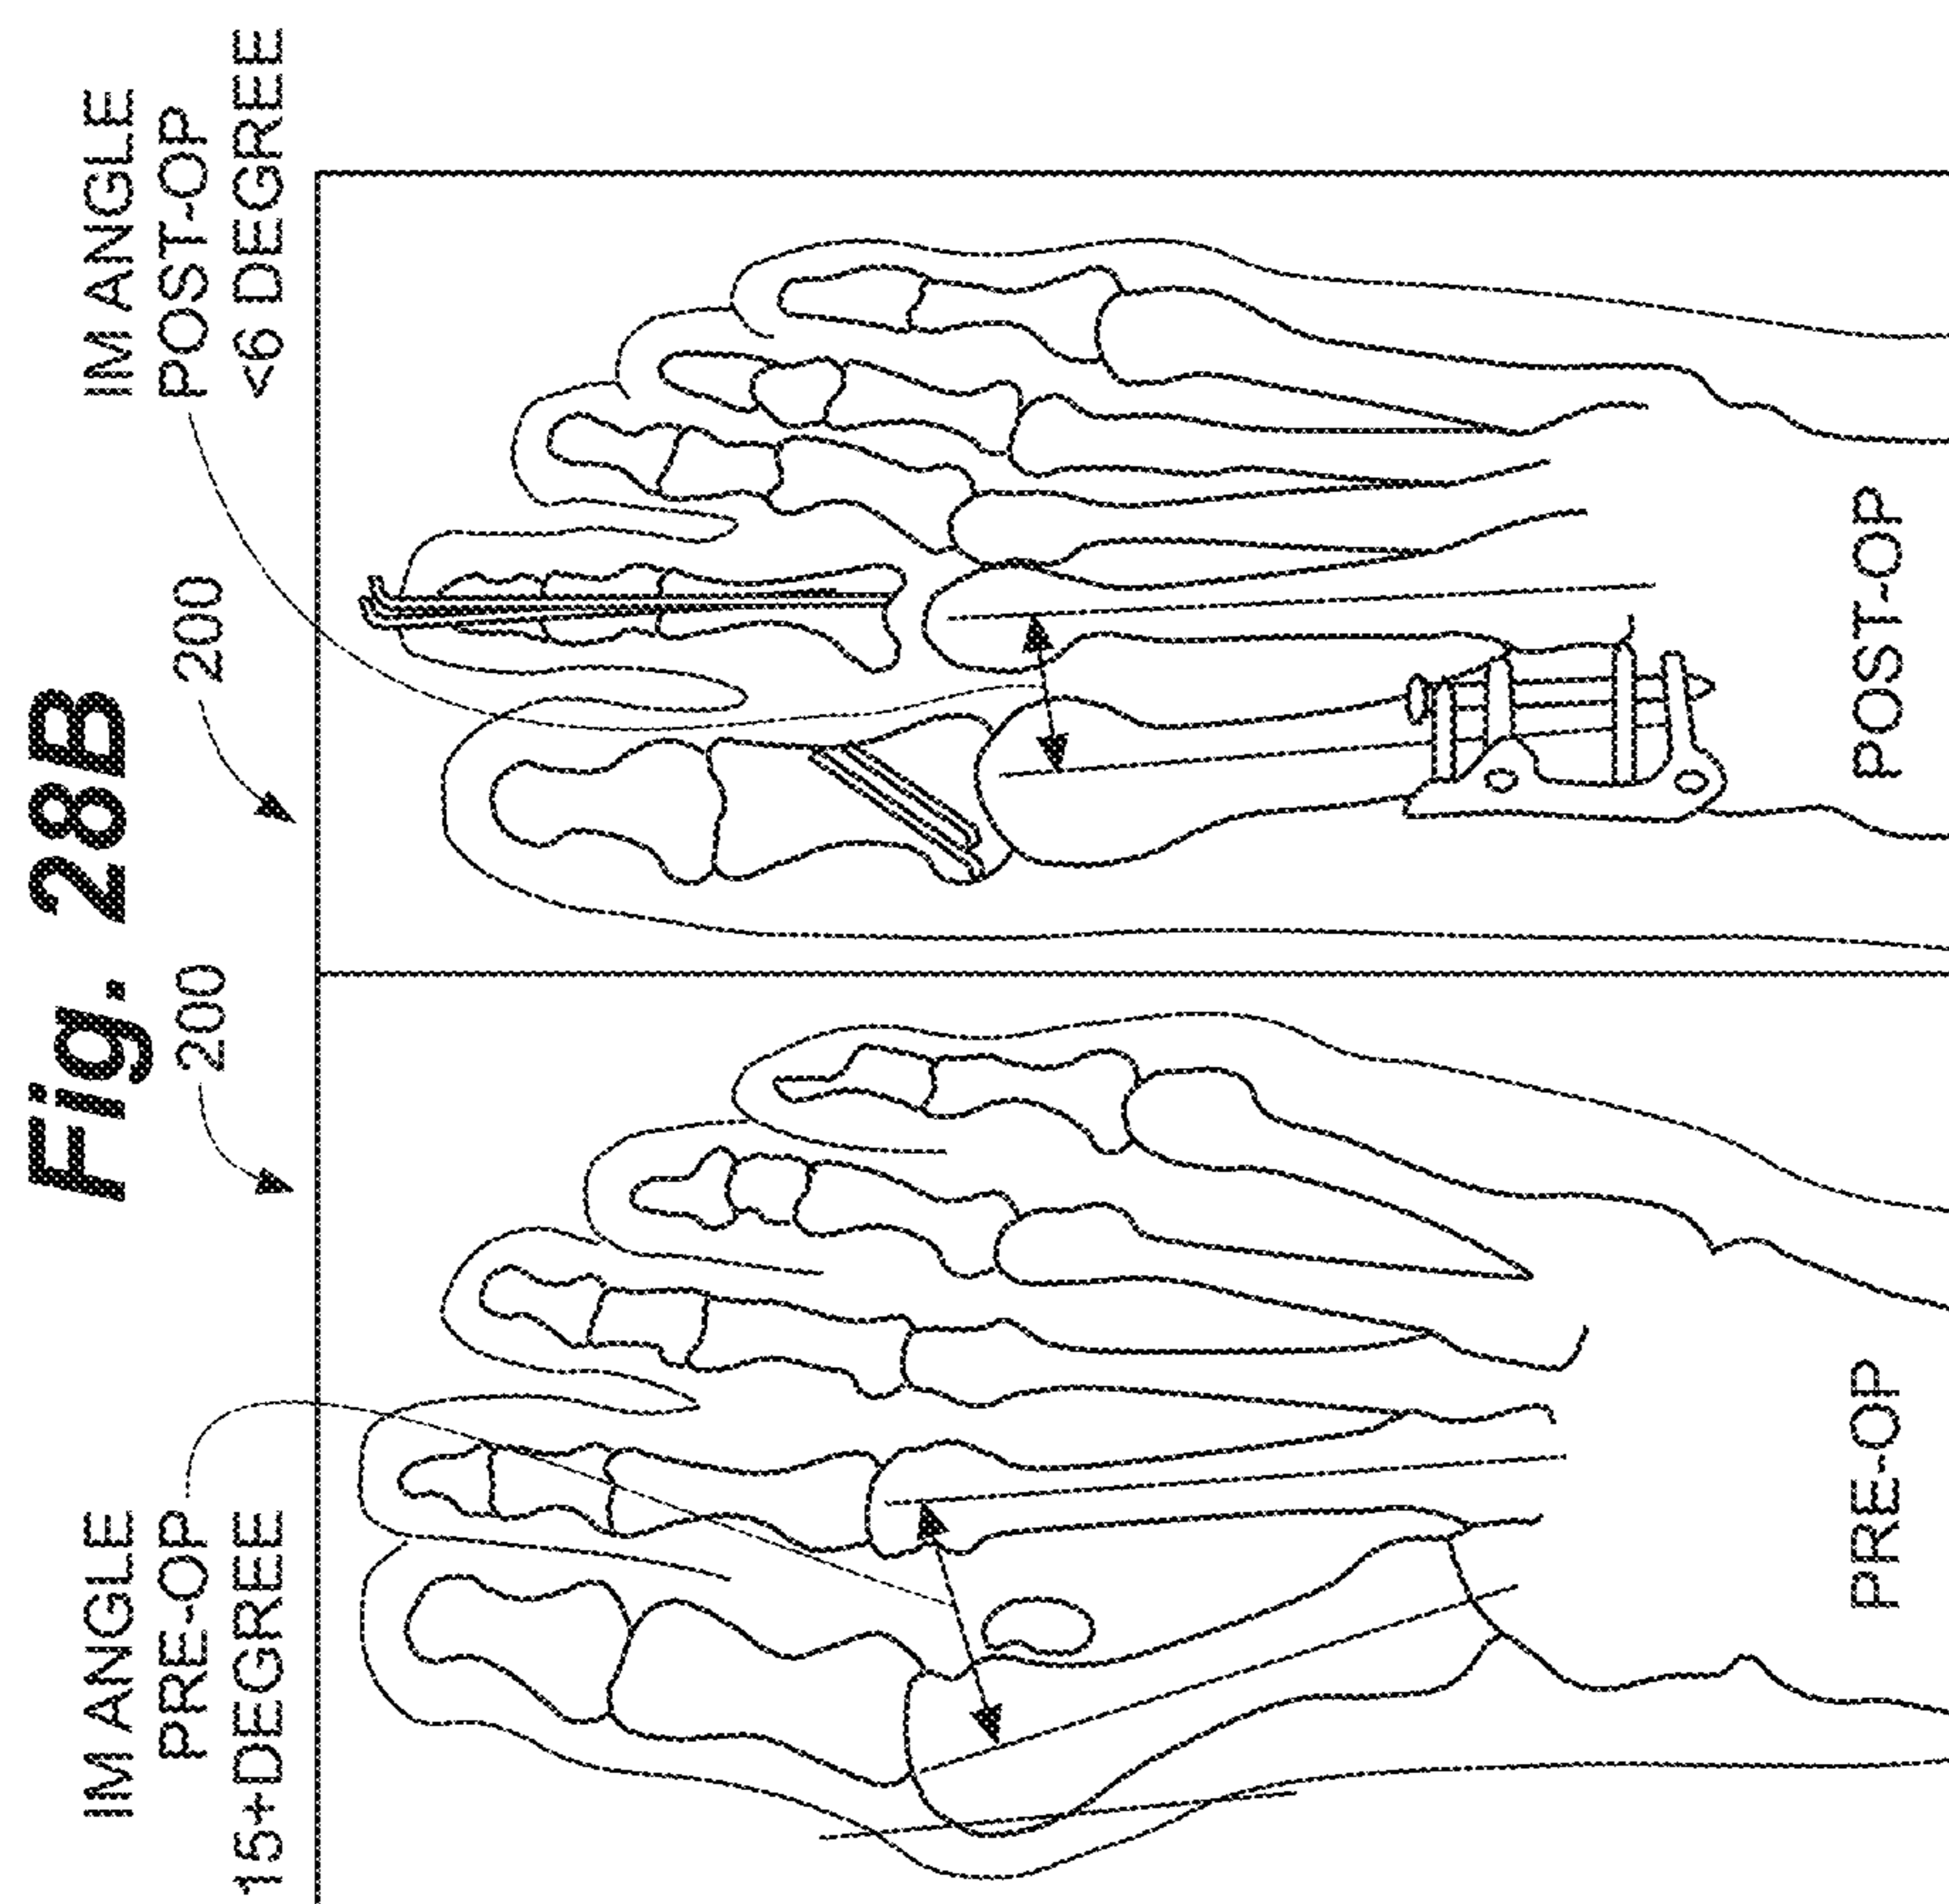 Fig. 28B
IM ANGLE
PRE-OP
15+DEGREE
200
200
IM ANGLE
POST-OP
<6 DEGREE
PRE-OP
POST-OP